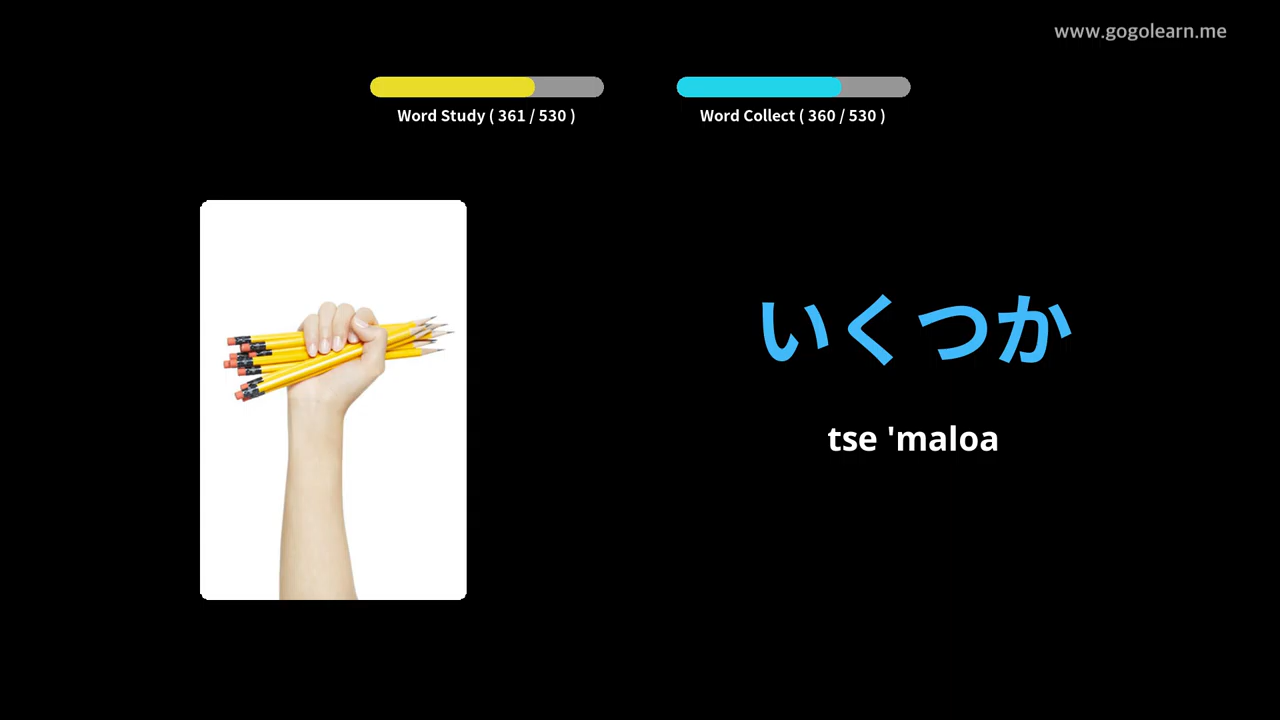 www.gogolearn.me
Word Study ( 361 / 530 )
Word Collect ( 360 / 530 )
いくつか
tse 'maloa